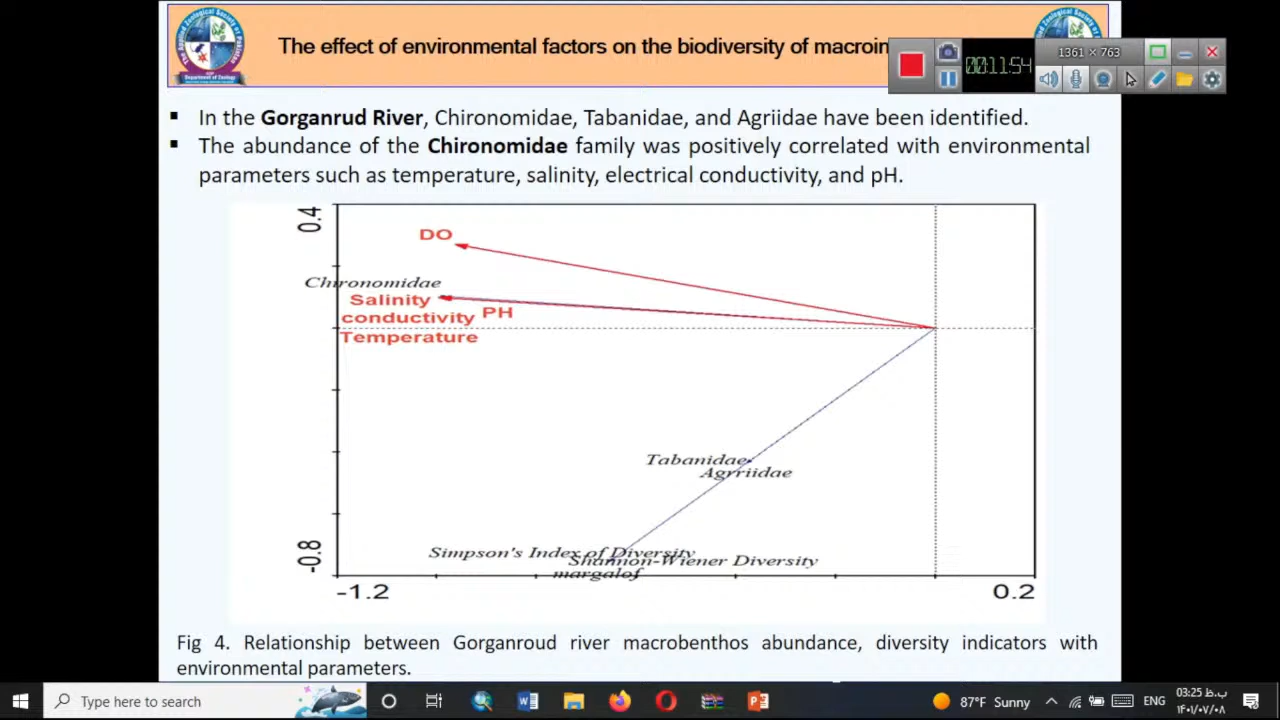 The effect of environmental factors on the biodiversity of macroin
1361 × 763
00:11:54
Department of Zoology
▪ In the Gorganrud River, Chironomidae, Tabanidae, and Agriidae have been identified.
▪ The abundance of the Chironomidae family was positively correlated with environmental
parameters such as temperature, salinity, electrical conductivity, and pH.
0.4
DO
Chironomidae
Salinity
conductivity PH
Temperature
Tabanidae
Agrriidae
Simpson's Index of Diversity
Shannon-Wiener Diversity
margalof
-0.8
-1.2 0.2
Fig 4. Relationship between Gorganroud river macrobenthos abundance, diversity indicators with
environmental parameters.
Type here to search
87°F Sunny
ENG
03:25 ب.ظ
۱۴۰۱/۰۷/۰۸